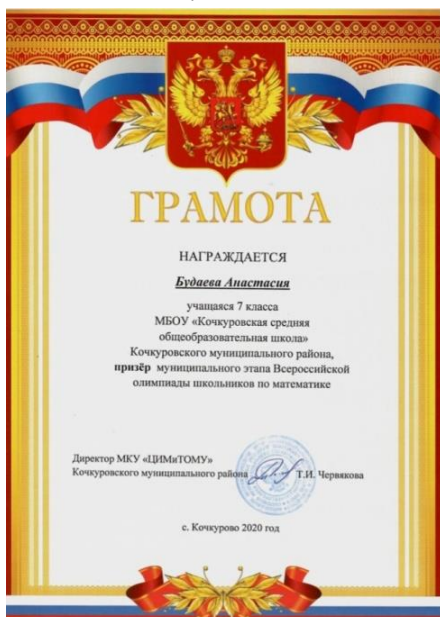 ГРАМОТА
НАГРАЖДАЕТСЯ
Будаева Анастасия
учащаяся 7 класса
МБОУ «Кочкуровская средняя
общеобразовательная школа»
Кочкуровского муниципального района,
призёр муниципального этапа Всероссийской
олимпиады школьников по математике
Директор МКУ «ЦИМиТОМУ»
Кочкуровского муниципального района Т.И. Червякова
с. Кочкурово 2020 год